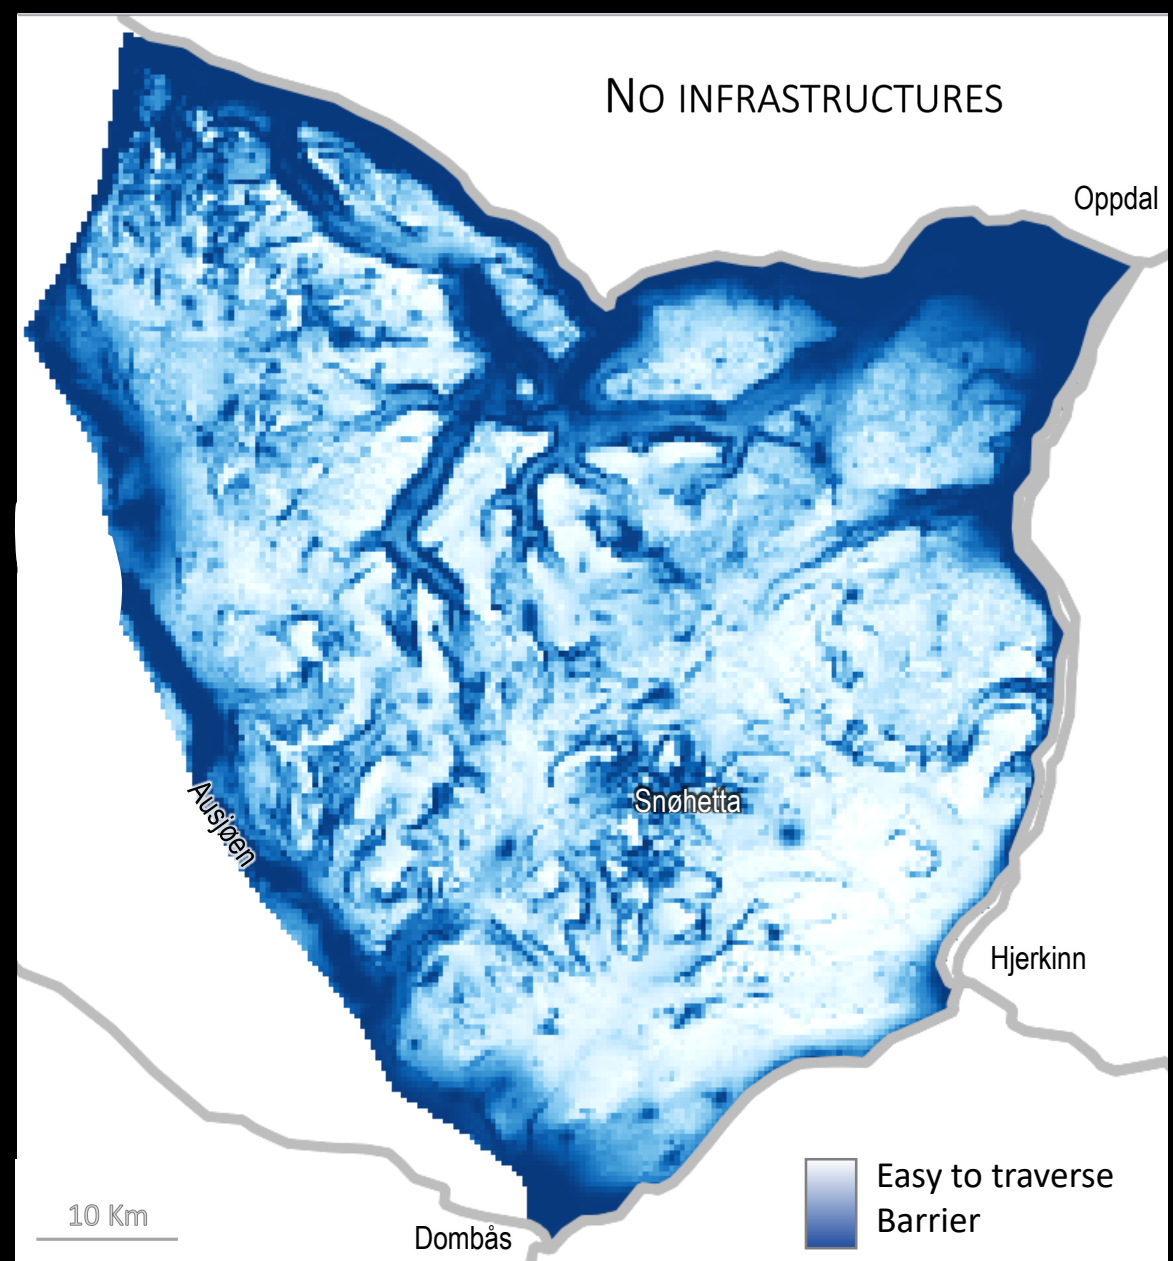 NO INFRASTRUCTURES
Oppdal
Snøhetta
Ausjøen
Hjerkinn
Easy to traverse
Barrier
10 Km
Dombås